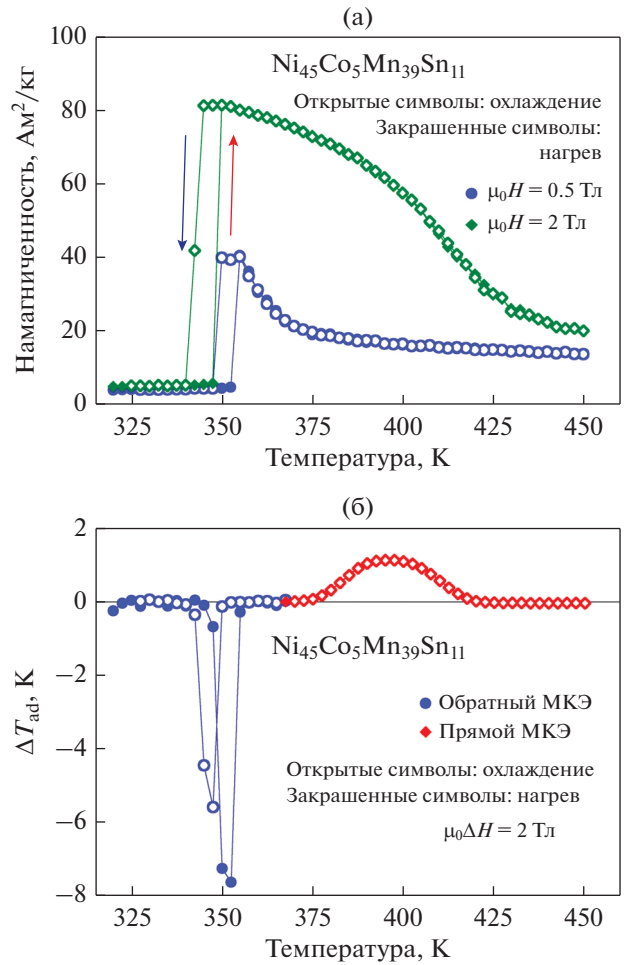 (а)
100
80
60
40
20
0
Намагниченность, Ам²/кг
Ni₄₅Co₅Mn₃₉Sn₁₁
Открытые символы: охлаждение
Закрашенные символы:
нагрев
μ₀H = 0.5 Тл
μ₀H = 2 Тл
325 350 375 400 425 450
Температура, К
(б)
2
0
−2
−4
−6
−8
ΔT_ad, К
Ni₄₅Co₅Mn₃₉Sn₁₁
Обратный МКЭ
Прямой МКЭ
Открытые символы: охлаждение
Закрашенные символы: нагрев
μ₀ΔH = 2 Тл
325 350 375 400 425 450
Температура, К